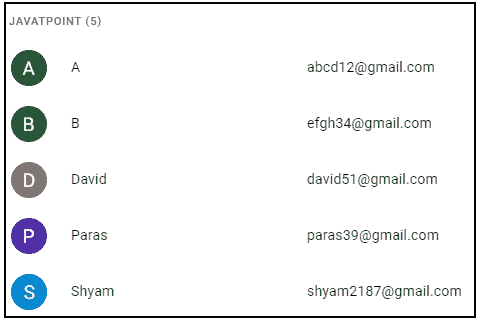 JAVATPOINT (5)
A A abcd12@gmail.com
B B efgh34@gmail.com
D David david51@gmail.com
P Paras paras39@gmail.com
S Shyam shyam2187@gmail.com